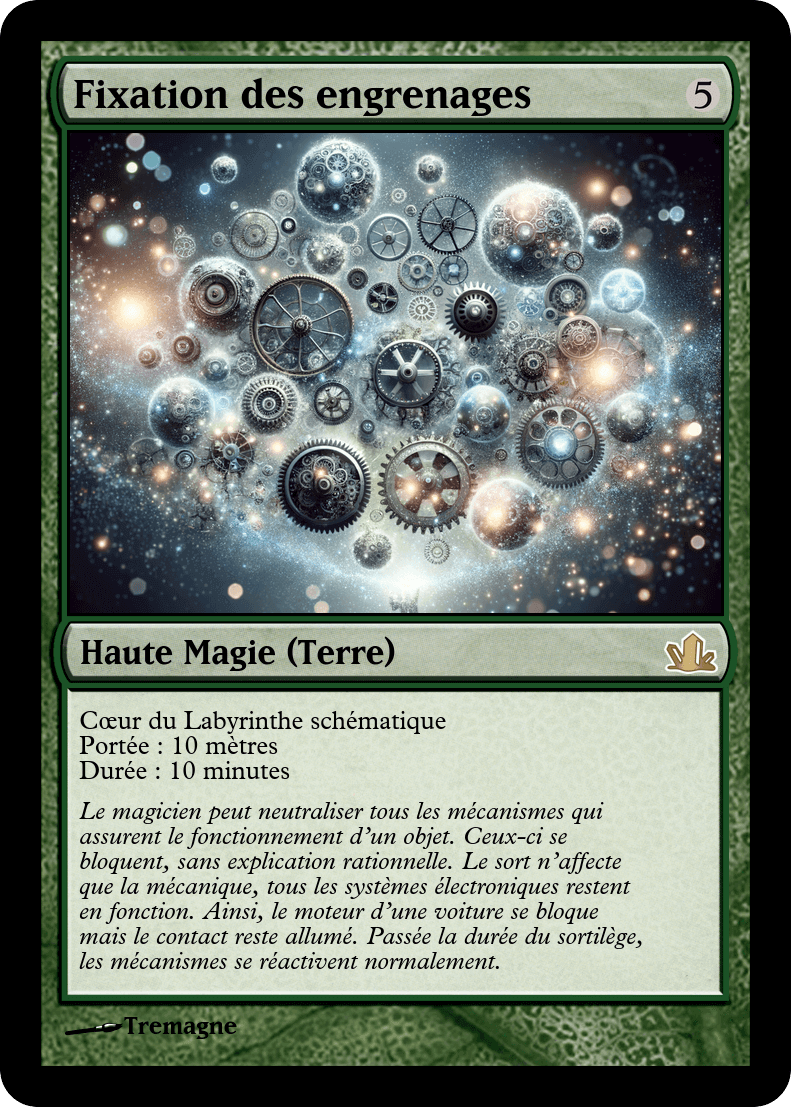 Fixation des engrenages 5
Haute Magie (Terre)
Cœur du Labyrinthe schématique
Portée : 10 mètres
Durée : 10 minutes
Le magicien peut neutraliser tous les mécanismes qui
assurent le fonctionnement d'un objet. Ceux-ci se
bloquent, sans explication rationnelle. Le sort n'affecte
que la mécanique, tous les systèmes électroniques restent
en fonction. Ainsi, le moteur d'une voiture se bloque
mais le contact reste allumé. Passée la durée du sortilège,
les mécanismes se réactivent normalement.
Tremagne